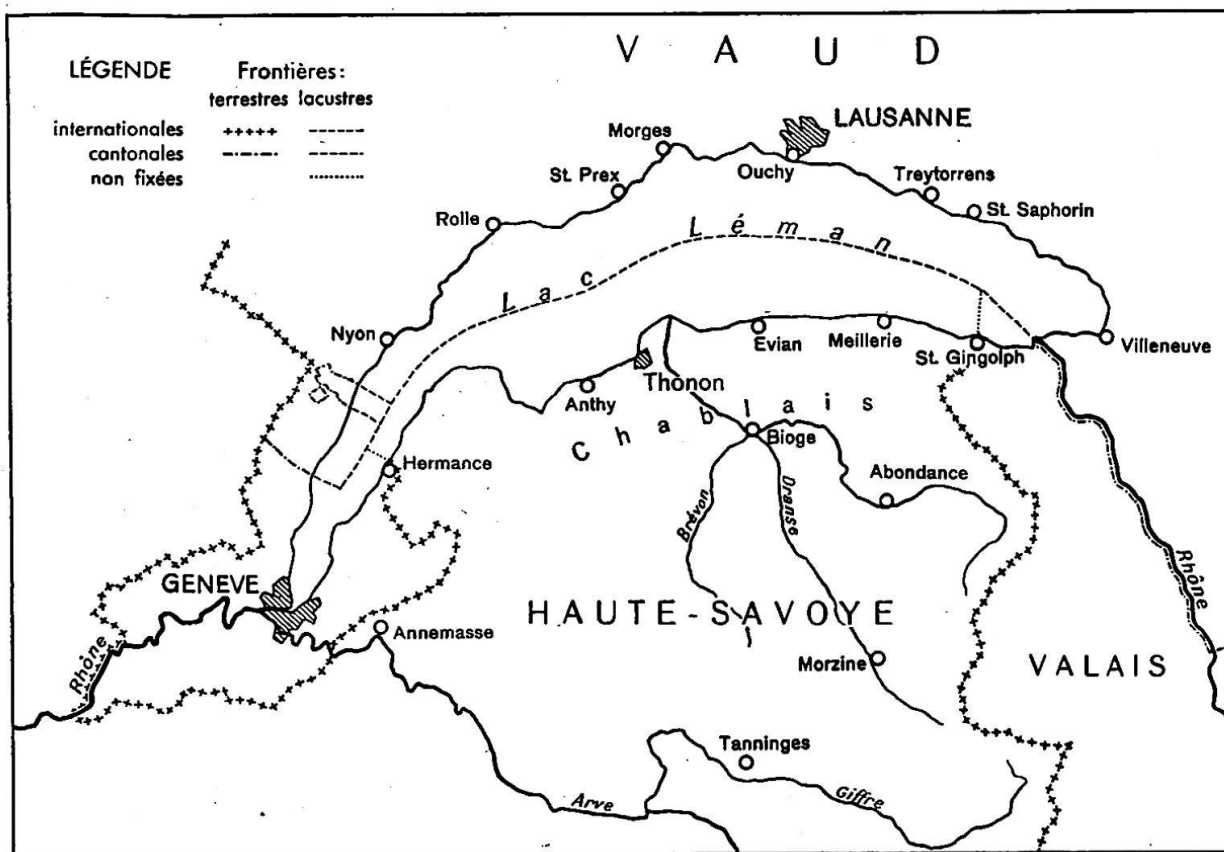 VAUD
LÉGENDE
Frontières:
terrestres lacustres
internationales
cantonales
non fixées
LAUSANNE
Morges
Ouchy
St. Prex
Treytorrens
St. Saphorin
Rolle
Lac Léman
Nyon
Evian
Meillerie
St. Gingolph
Villeneuve
Thonon
Anthy
Chablais
Bioge
Hermance
Abondance
Brévon
Dranse
Rhône
GENEVE
HAUTE-SAVOYE
Annemasse
Rhône
Morzine
VALAIS
Tanninges
Arve
Giffre